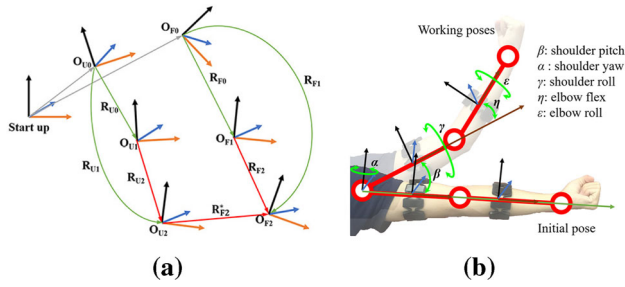 O_U0
O_F0
R_F0
R_F1
R_U0
Start up
O_U1
O_F1
R_U1
R_U2
R_F2
R*_F2
O_U2
O_F2
(a)
Working poses
β: shoulder pitch
α : shoulder yaw
γ: shoulder roll
η: elbow flex
ε: elbow roll
ε
η
γ
α
β
Initial pose
(b)